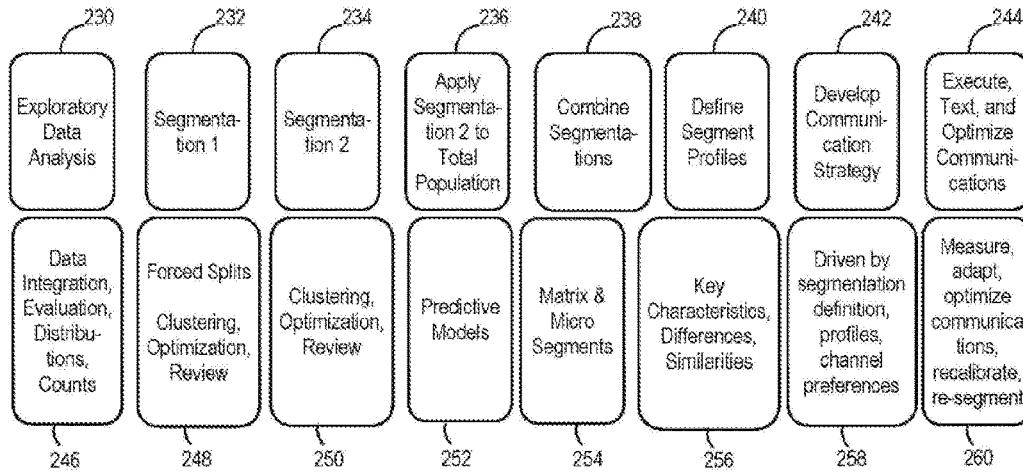 230
232
234
236
238
240
242
244
Exploratory
Data
Analysis
Segmenta-
tion 1
Segmenta-
tion 2
Apply
Segmenta-
tion 2 to
Total
Population
Combine
Segmenta-
tions
Define
Segment
Profiles
Develop
Communi-
cation
Strategy
Execute,
Text, and
Optimize
Communi-
cations
Data
Integration,
Evaluation,
Distribu-
tions,
Counts
Forced Splits
Clustering,
Optimization,
Review
Clustering,
Optimization,
Review
Predictive
Models
Matrix &
Micro
Segments
Key
Characteristics,
Differences,
Similarities
Driven by
segmentation
definition,
profiles,
channel
preferences
Measure,
adapt,
optimize
communica
tions,
recalibrate,
re-segment
246
248
250
252
254
256
258
260